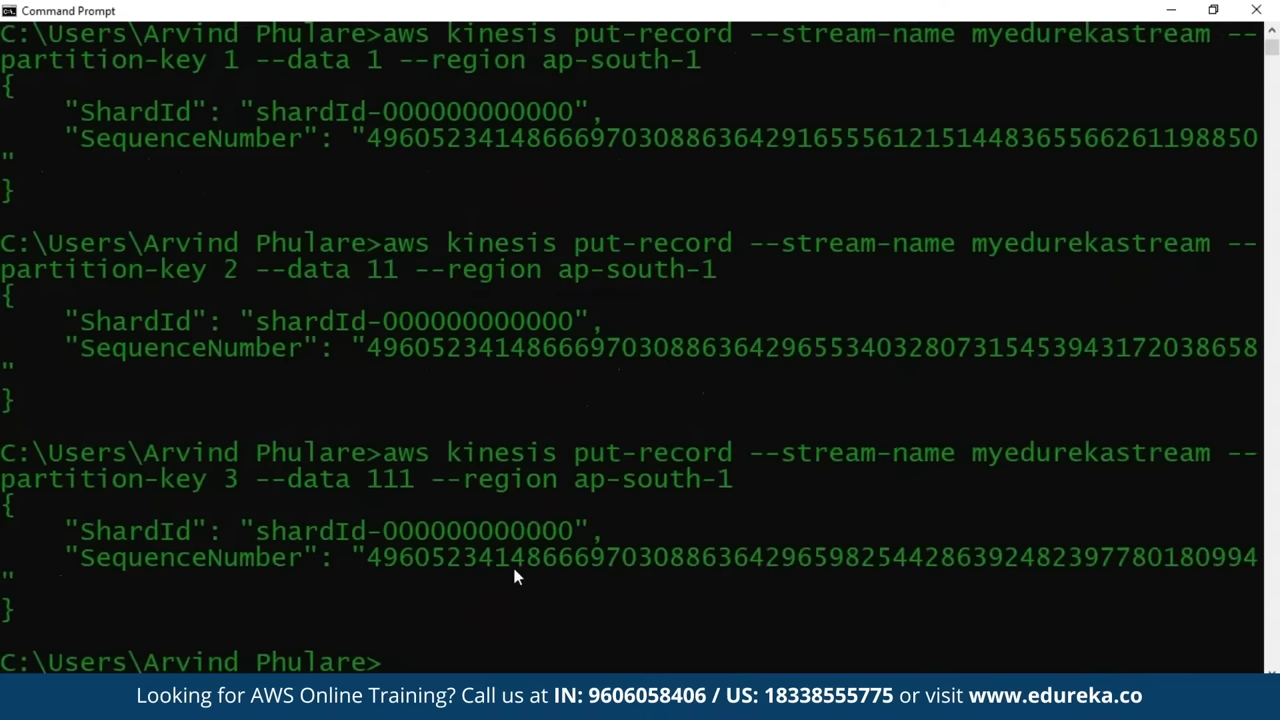 Command Prompt
C:\Users\Arvind Phulare>aws kinesis put-record --stream-name myedurekastream --
partition-key 1 --data 1 --region ap-south-1
{
    "ShardId": "shardId-000000000000",
    "SequenceNumber": "49605234148666970308863642916555612151448365566261198850
"
}
C:\Users\Arvind Phulare>aws kinesis put-record --stream-name myedurekastream --
partition-key 2 --data 11 --region ap-south-1
{
    "ShardId": "shardId-000000000000",
    "SequenceNumber": "49605234148666970308863642965534032807315453943172038658
"
}
C:\Users\Arvind Phulare>aws kinesis put-record --stream-name myedurekastream --
partition-key 3 --data 111 --region ap-south-1
{
    "ShardId": "shardId-000000000000",
    "SequenceNumber": "49605234148666970308863642965982544286392482397780180994
"
}
C:\Users\Arvind Phulare>
Looking for AWS Online Training? Call us at IN: 9606058406 / US: 18338555775 or visit www.edureka.co